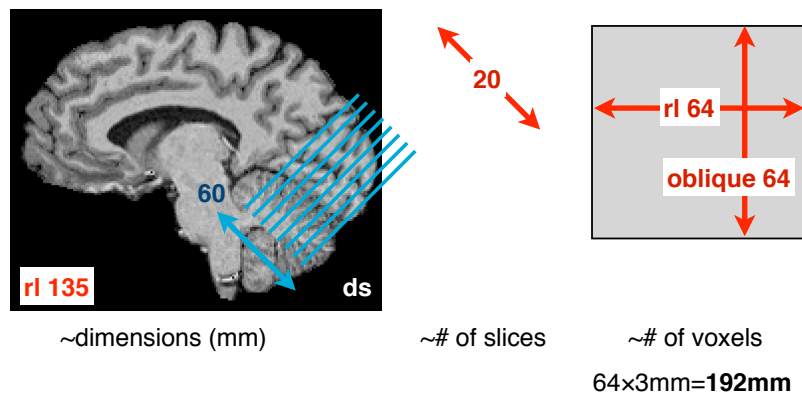 20
rl 64
oblique 64
60
rl 135
ds
~dimensions (mm)
~# of slices
~# of voxels
64×3mm=192mm